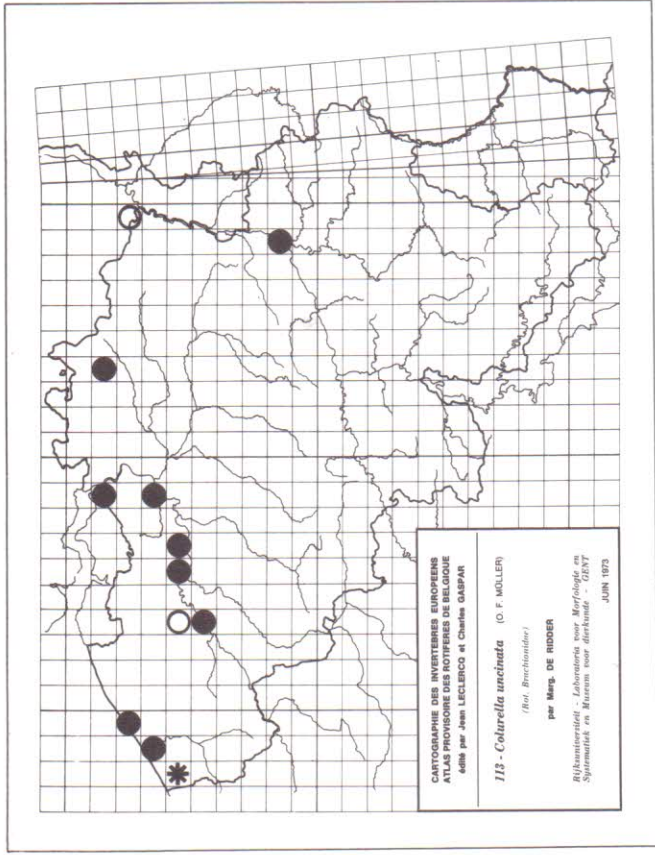 CARTOGRAPHIE DES INVERTEBRES EUROPEENS
ATLAS PROVISOIRE DES ROTIFERES DE BELGIQUE
édité par Jean LECLERCQ et Charles GASPAR
113 - Colurella uncinata (O. F. MÜLLER)
(Rot. Brachionidae)
par Marg. DE RIDDER
Rijksuniversiteit - Laboratoria voor Morfologie en
Systematiek en Museum voor dierkunde - GENT
JUIN 1973